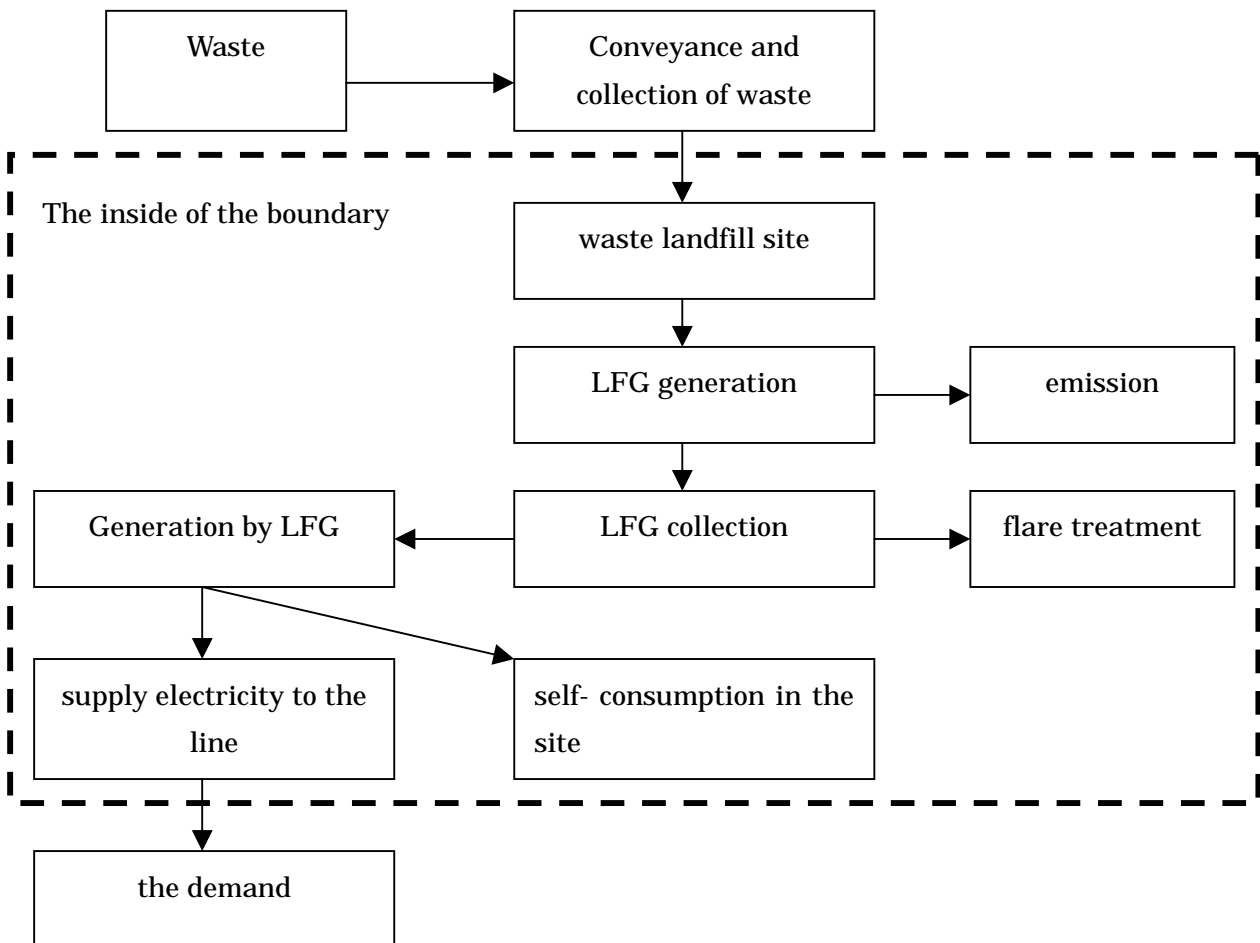 Waste
Conveyance and
collection of waste
The inside of the boundary
waste landfill site
LFG generation
emission
Generation by LFG
LFG collection
flare treatment
supply electricity to the
line
self- consumption in the
site
the demand